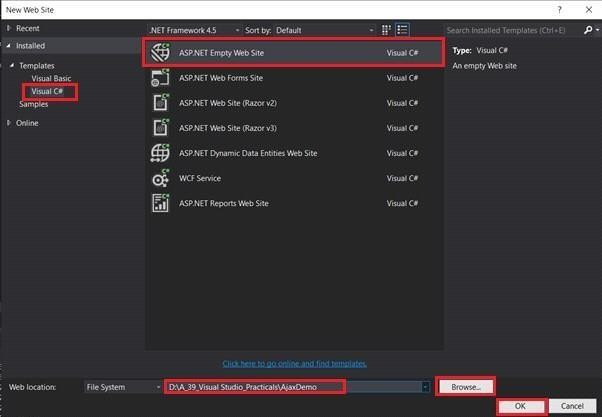 New Web Site ? ✕
Recent .NET Framework 4.5 Sort by: Default Search Installed Templates (Ctrl+E)
Installed
Templates
Visual Basic
Visual C#
Samples
Online
ASP.NET Empty Web Site Visual C#
ASP.NET Web Forms Site Visual C#
ASP.NET Web Site (Razor v2) Visual C#
ASP.NET Web Site (Razor v3) Visual C#
ASP.NET Dynamic Data Entities Web Site Visual C#
WCF Service Visual C#
ASP.NET Reports Web Site Visual C#
Type: Visual C#
An empty Web site
Click here to go online and find templates.
Web location: File System D:\A_39_Visual Studio_Practicals\AjaxDemo Browse...
OK Cancel